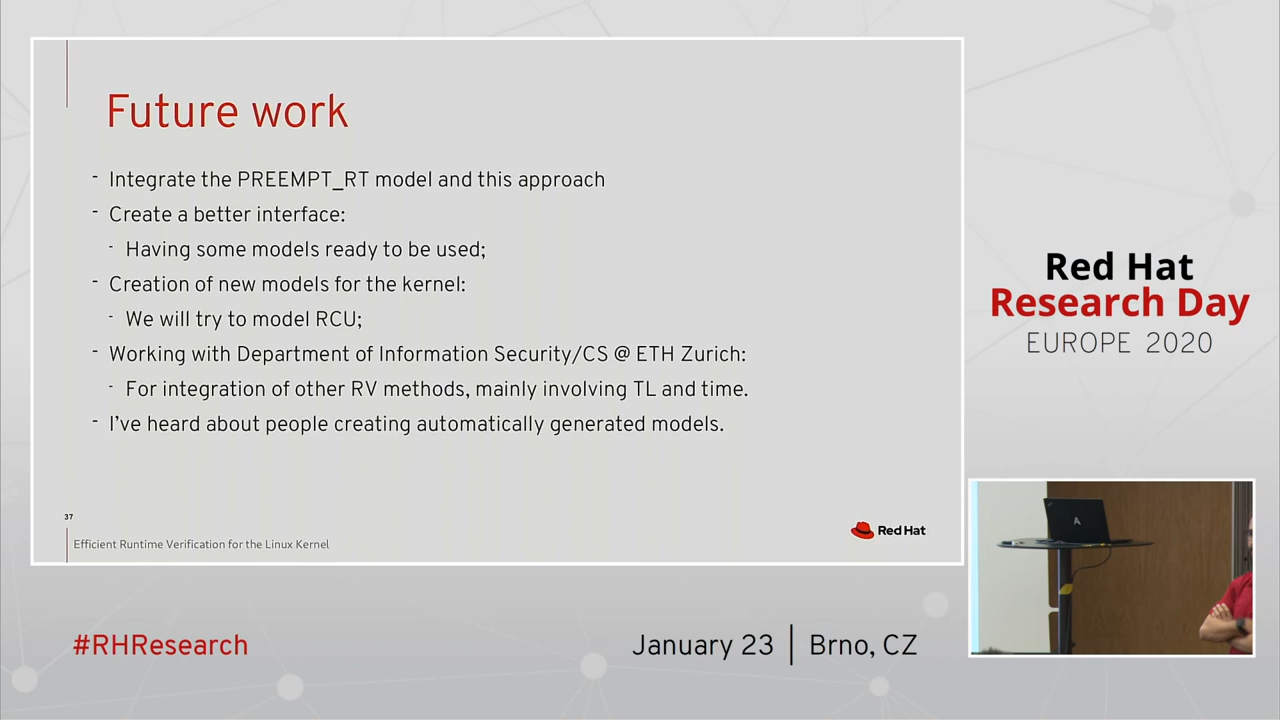 Future work
- Integrate the PREEMPT_RT model and this approach
- Create a better interface:
- Having some models ready to be used;
- Creation of new models for the kernel:
- We will try to model RCU;
- Working with Department of Information Security/CS @ ETH Zurich:
- For integration of other RV methods, mainly involving TL and time.
- I've heard about people creating automatically generated models.
37
Efficient Runtime Verification for the Linux Kernel
Red Hat
Red Hat
Research Day
EUROPE 2020
A
#RHResearch
January 23 | Brno, CZ